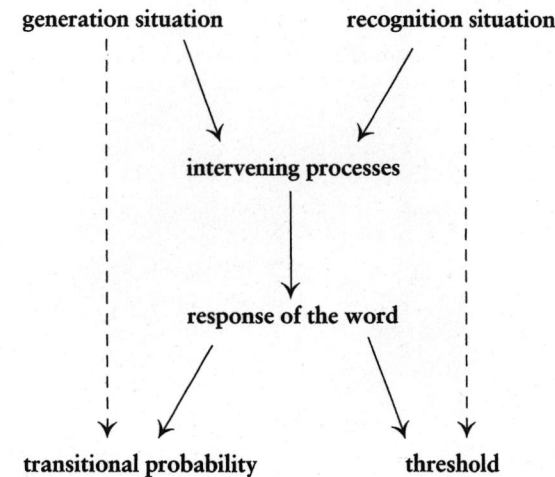 generation situation
recognition situation
intervening processes
response of the word
transitional probability
threshold